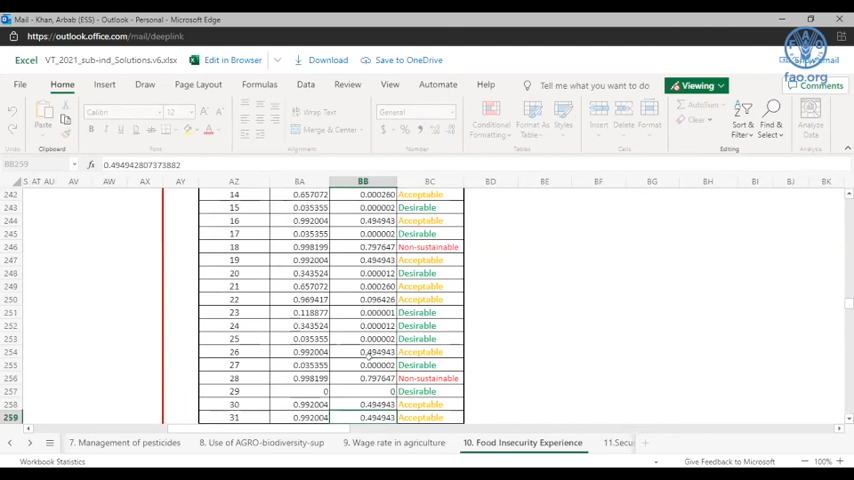 Mail - Khan, Arbab (ESS) - Outlook - Personal - Microsoft Edge
https://outlook.office.com/mail/deeplink
Excel VT_2021_sub-ind_Solutions.v6.xlsx Edit in Browser Download Save to OneDrive Show email
fao.org
File Home Insert Draw Page Layout Formulas Data Review View Automate Help Tell me what you want to do Viewing Comments
Calibri 12 Wrap Text General AutoSum
Paste B I U ab Merge & Center $ % Conditional Formatting Format As Table Styles Insert Delete Format Clear Sort & Filter Find & Select Analyze Data
Clipboard Font Alignment Number Tables Cells Editing Analysis
BB259 fx 0.494942807373882
S AT AU AV AW AX AY AZ BA BB BC BD BE BF BG BH BI BJ BK
242 14 0.657072 0.000260 Acceptable
243 15 0.035355 0.000002 Desirable
244 16 0.992004 0.494943 Acceptable
245 17 0.035355 0.000002 Desirable
246 18 0.998199 0.797647 Non-sustainable
247 19 0.992004 0.494943 Acceptable
248 20 0.343524 0.000012 Desirable
249 21 0.657072 0.000260 Acceptable
250 22 0.969417 0.096426 Acceptable
251 23 0.118877 0.000001 Desirable
252 24 0.343524 0.000012 Desirable
253 25 0.035355 0.000002 Desirable
254 26 0.992004 0.494943 Acceptable
255 27 0.035355 0.000002 Desirable
256 28 0.998199 0.797647 Non-sustainable
257 29 0 0 Desirable
258 30 0.992004 0.494943 Acceptable
259 31 0.992004 0.494943 Acceptable
7. Management of pesticides 8. Use of AGRO-biodiversity-sup 9. Wage rate in agriculture 10. Food Insecurity Experience 11.Secu
Workbook Statistics Give Feedback to Microsoft 100%